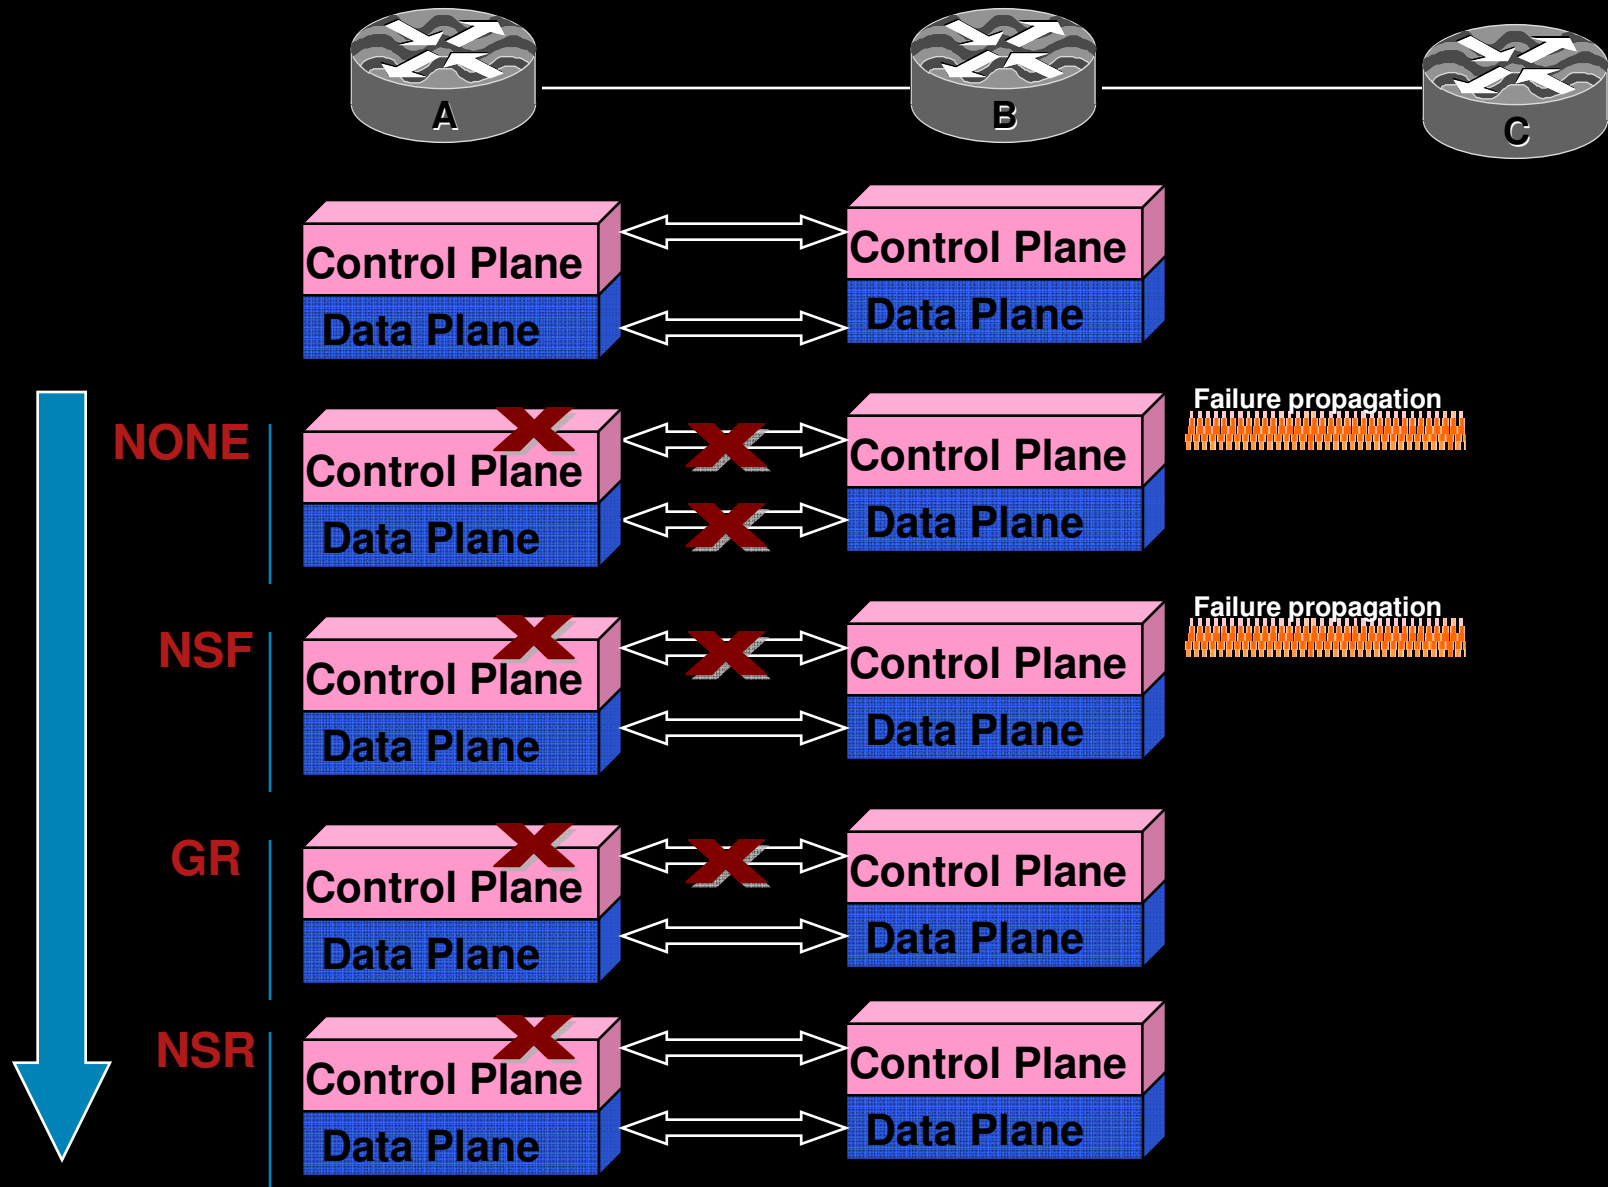 A
B
C
Control Plane
Data Plane
Control Plane
Data Plane
NONE
Control Plane
Data Plane
Control Plane
Data Plane
Failure propagation
NSF
Control Plane
Data Plane
Control Plane
Data Plane
Failure propagation
GR
Control Plane
Data Plane
Control Plane
Data Plane
NSR
Control Plane
Data Plane
Control Plane
Data Plane